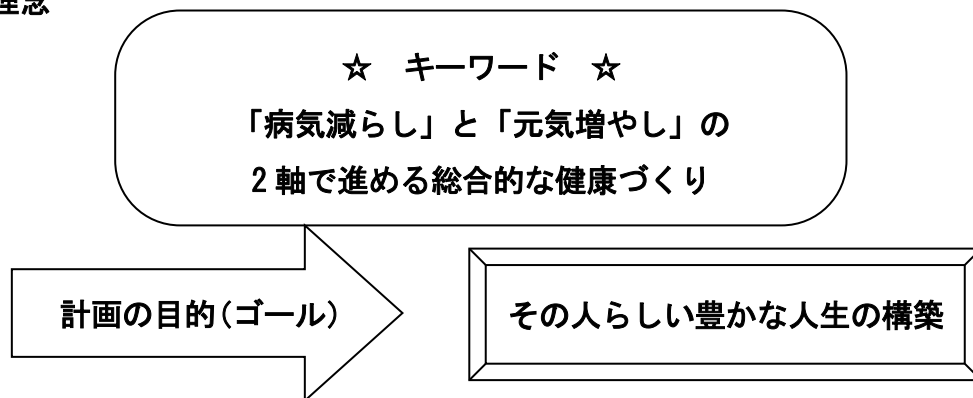 理念
☆　キーワード　☆
「病気減らし」と「元気増やし」の
2軸で進める総合的な健康づくり
計画の目的(ゴール)
その人らしい豊かな人生の構築